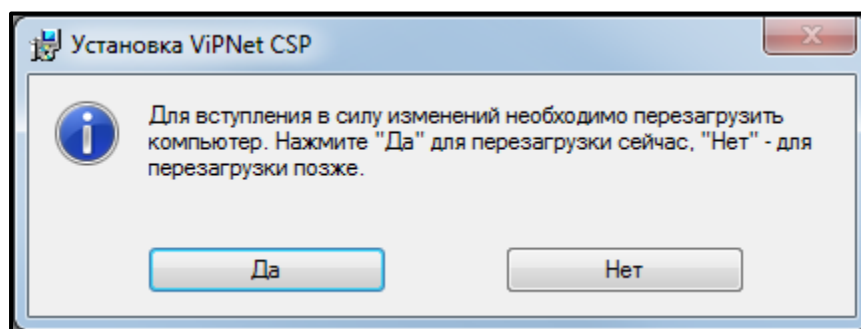 Установка ViPNet CSP
Для вступления в силу изменений необходимо перезагрузить
компьютер. Нажмите "Да" для перезагрузки сейчас, "Нет" - для
перезагрузки позже.
Да
Нет